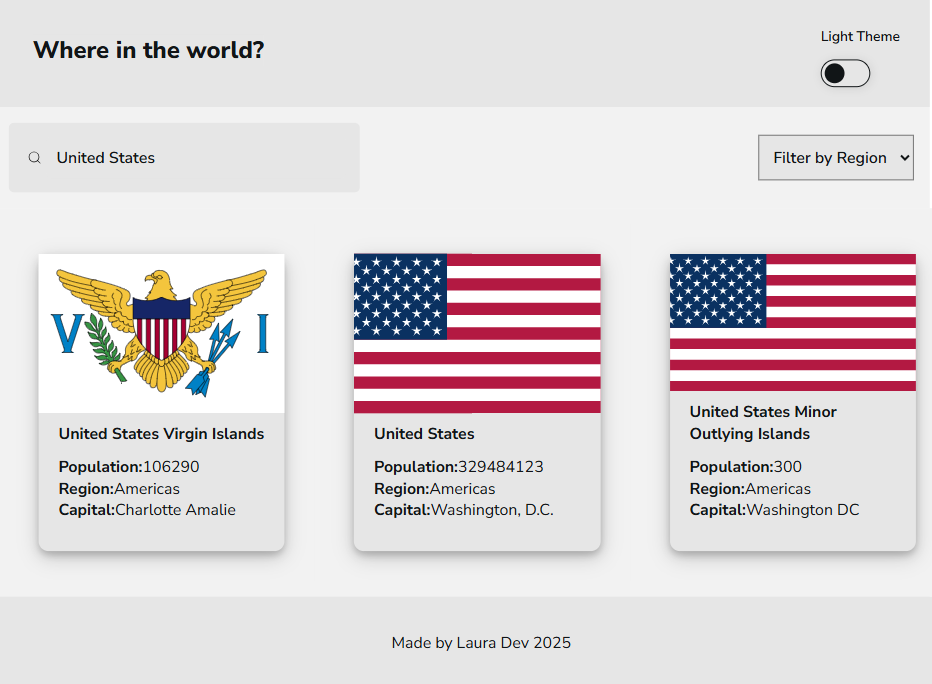 Where in the world?
Light Theme
United States
Filter by Region
V I
United States Virgin Islands
Population:106290
Region:Americas
Capital:Charlotte Amalie
United States
Population:329484123
Region:Americas
Capital:Washington, D.C.
United States Minor
Outlying Islands
Population:300
Region:Americas
Capital:Washington DC
Made by Laura Dev 2025